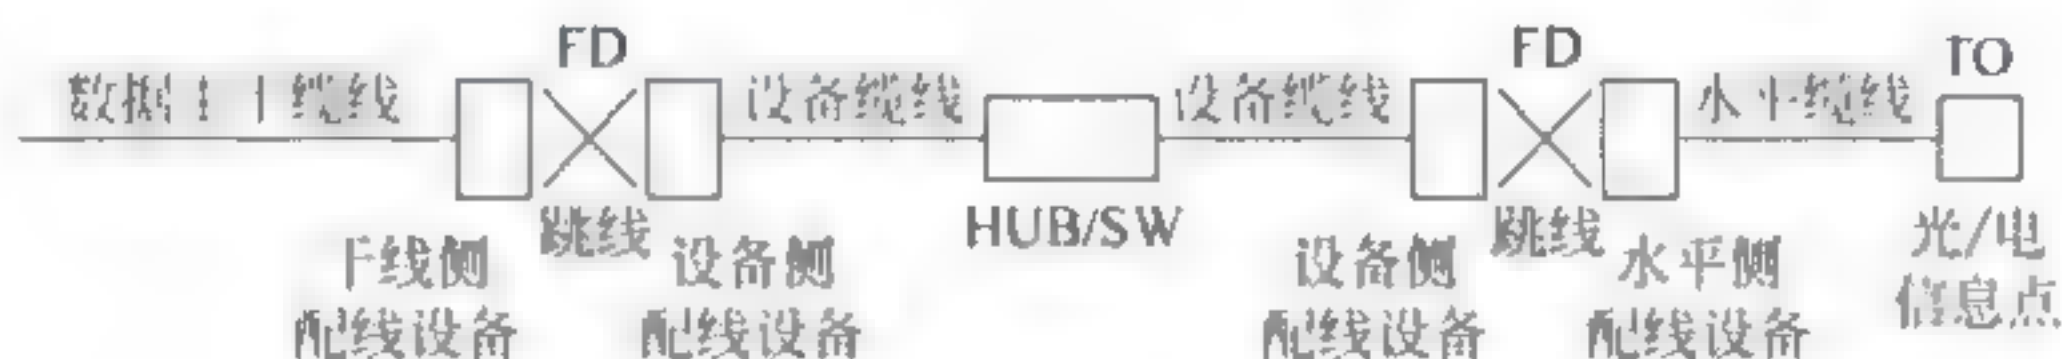 FD
FD
TO
数据主干缆线
设备缆线
设备缆线
水平缆线
跳线
HUB/SW
跳线
光/电
信息点
干线侧
配线设备
设备侧
配线设备
设备侧
配线设备
水平侧
配线设备